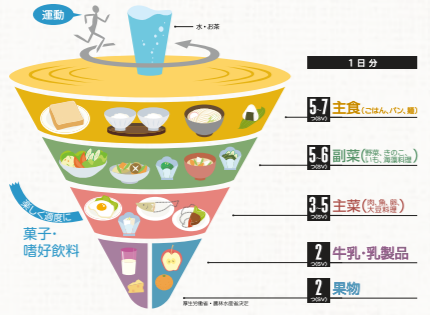 運動
水・お茶
1日分
5~7 つ(SV) 主食(ごはん、パン、麺)
5~6 つ(SV) 副菜(野菜、きのこ、いも、海藻料理)
3~5 つ(SV) 主菜(肉、魚、卵、大豆料理)
2 つ(SV) 牛乳・乳製品
2 つ(SV) 果物
楽しく適度に
菓子・
嗜好飲料
厚生労働省・農林水産省決定